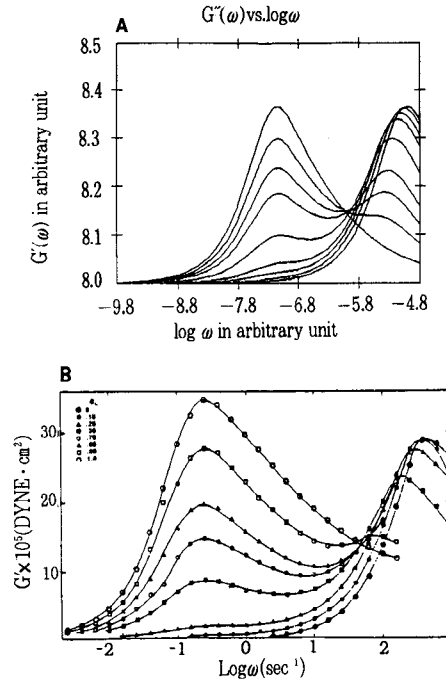 G″(ω)vs.logω
A
8.5
8.4
8.3
8.2
8.1
8.0
G′(ω) in arbitrary unit
−9.8 −8.8 −7.8 −6.8 −5.8 −4.8
log ω in arbitrary unit
B
30
20
10
G′×10⁵(DYNE·cm²)
−2 −1 0 1 2
Logω(sec⁻¹)